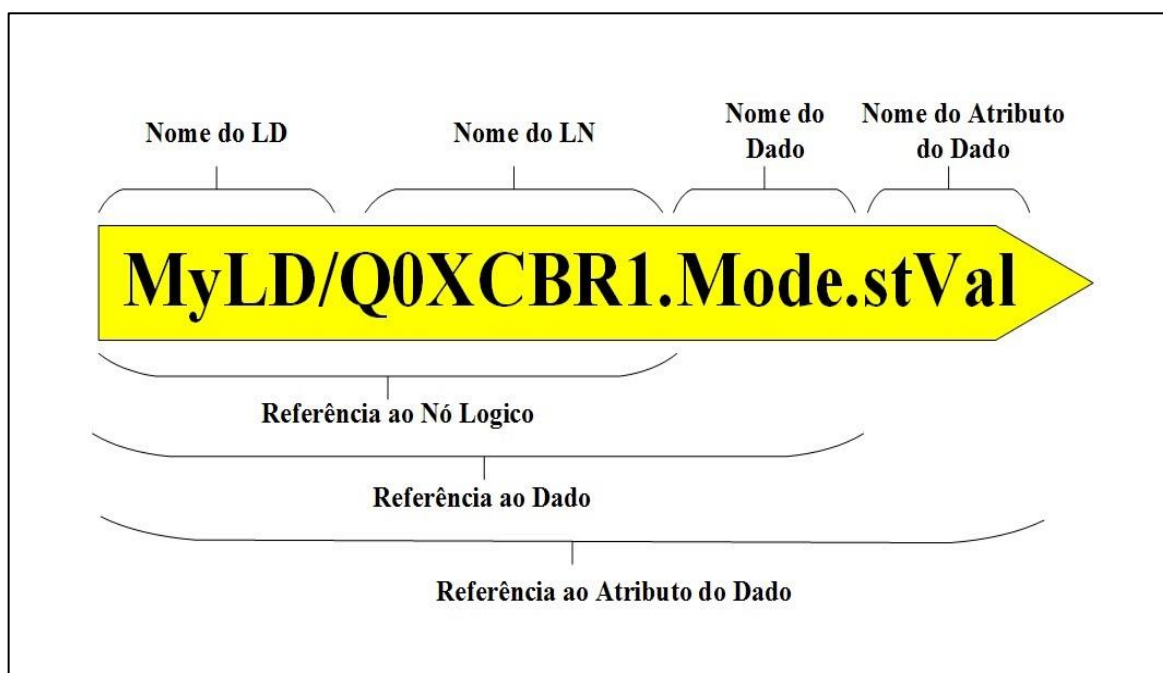 Nome do LD
Nome do LN
Nome do
Dado
Nome do Atributo
do Dado
MyLD/Q0XCBR1.Mode.stVal
Referência ao Nó Logico
Referência ao Dado
Referência ao Atributo do Dado